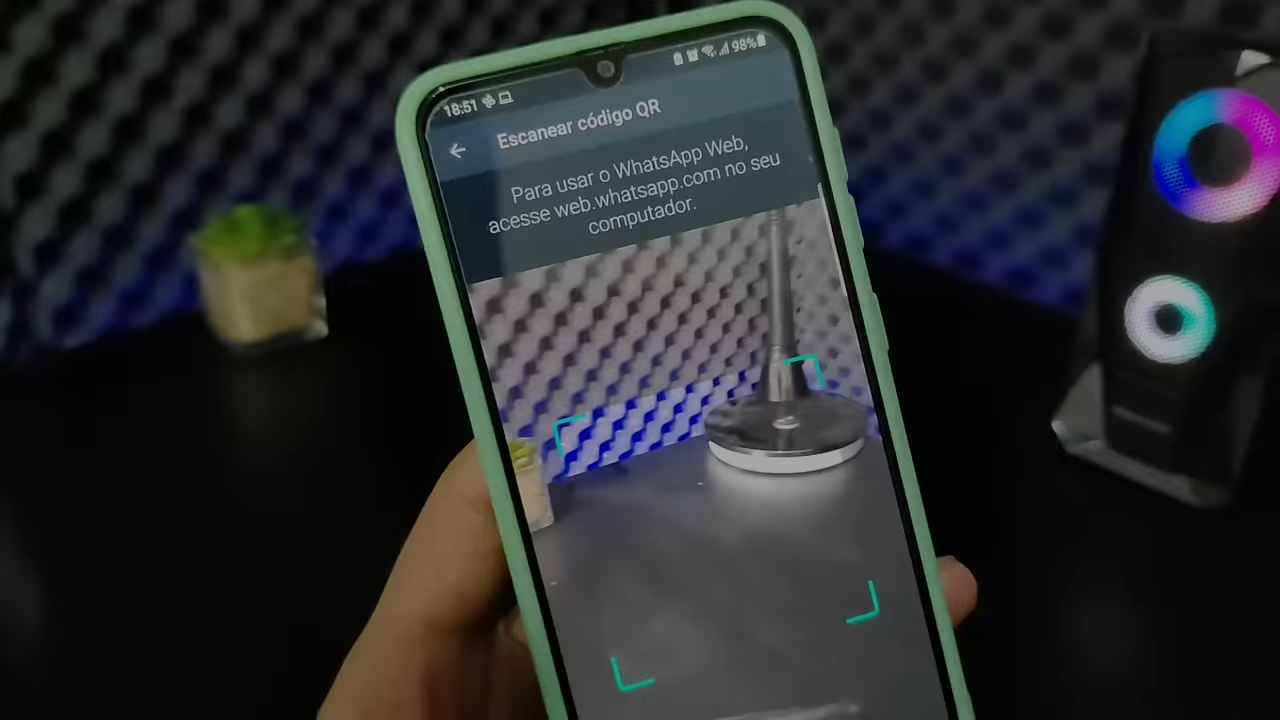 18:51 98%
Escanear código QR
Para usar o WhatsApp Web,
acesse web.whatsapp.com no seu
computador.